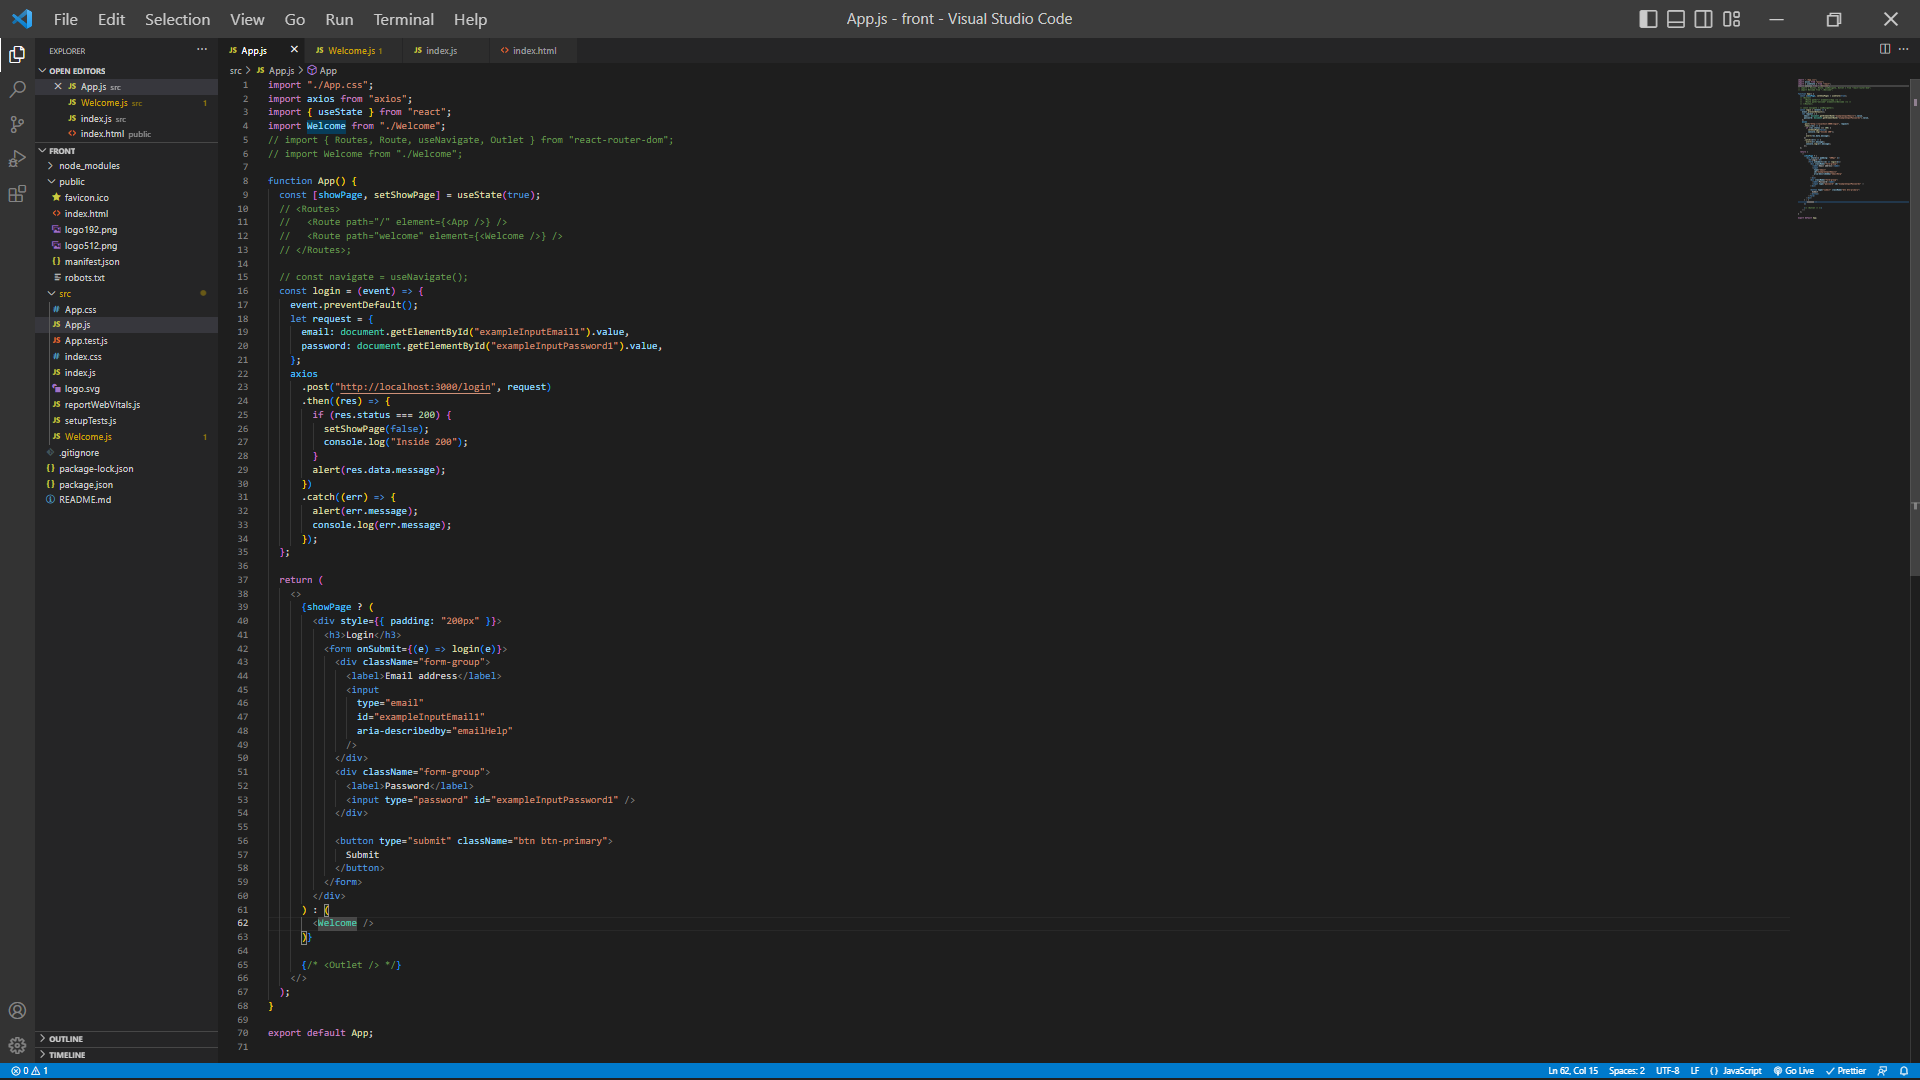 File Edit Selection View Go Run Terminal Help
App.js - front - Visual Studio Code
EXPLORER
OPEN EDITORS
App.js src
Welcome.js src 1
index.js src
index.html public
FRONT
node_modules
public
favicon.ico
index.html
logo192.png
logo512.png
manifest.json
robots.txt
src
App.css
App.js
App.test.js
index.css
index.js
logo.svg
reportWebVitals.js
setupTests.js
Welcome.js 1
.gitignore
package-lock.json
package.json
README.md
OUTLINE
TIMELINE
App.js Welcome.js 1 index.js index.html
src > App.js > App
1 import "./App.css";
2 import axios from "axios";
3 import { useState } from "react";
4 import Welcome from "./Welcome";
5 // import { Routes, Route, useNavigate, Outlet } from "react-router-dom";
6 // import Welcome from "./Welcome";
7
8 function App() {
9 const [showPage, setShowPage] = useState(true);
10 // <Routes>
11 //   <Route path="/" element={<App />} />
12 //   <Route path="welcome" element={<Welcome />} />
13 // </Routes>;
14
15 // const navigate = useNavigate();
16 const login = (event) => {
17 event.preventDefault();
18 let request = {
19 email: document.getElementById("exampleInputEmail1").value,
20 password: document.getElementById("exampleInputPassword1").value,
21 };
22 axios
23 .post("http://localhost:3000/login", request)
24 .then((res) => {
25 if (res.status === 200) {
26 setShowPage(false);
27 console.log("Inside 200");
28 }
29 alert(res.data.message);
30 })
31 .catch((err) => {
32 alert(err.message);
33 console.log(err.message);
34 });
35 };
36
37 return (
38 <>
39 {showPage ? (
40 <div style={{ padding: "200px" }}>
41 <h3>Login</h3>
42 <form onSubmit={(e) => login(e)}>
43 <div className="form-group">
44 <label>Email address</label>
45 <input
46 type="email"
47 id="exampleInputEmail1"
48 aria-describedby="emailHelp"
49 />
50 </div>
51 <div className="form-group">
52 <label>Password</label>
53 <input type="password" id="exampleInputPassword1" />
54 </div>
55
56 <button type="submit" className="btn btn-primary">
57 Submit
58 </button>
59 </form>
60 </div>
61 ) : (
62 <Welcome />
63 )}
64
65 {/* <Outlet /> */}
66 </>
67 );
68 }
69
70 export default App;
71
0 1
Ln 62, Col 15 Spaces: 2 UTF-8 LF {} JavaScript Go Live Prettier